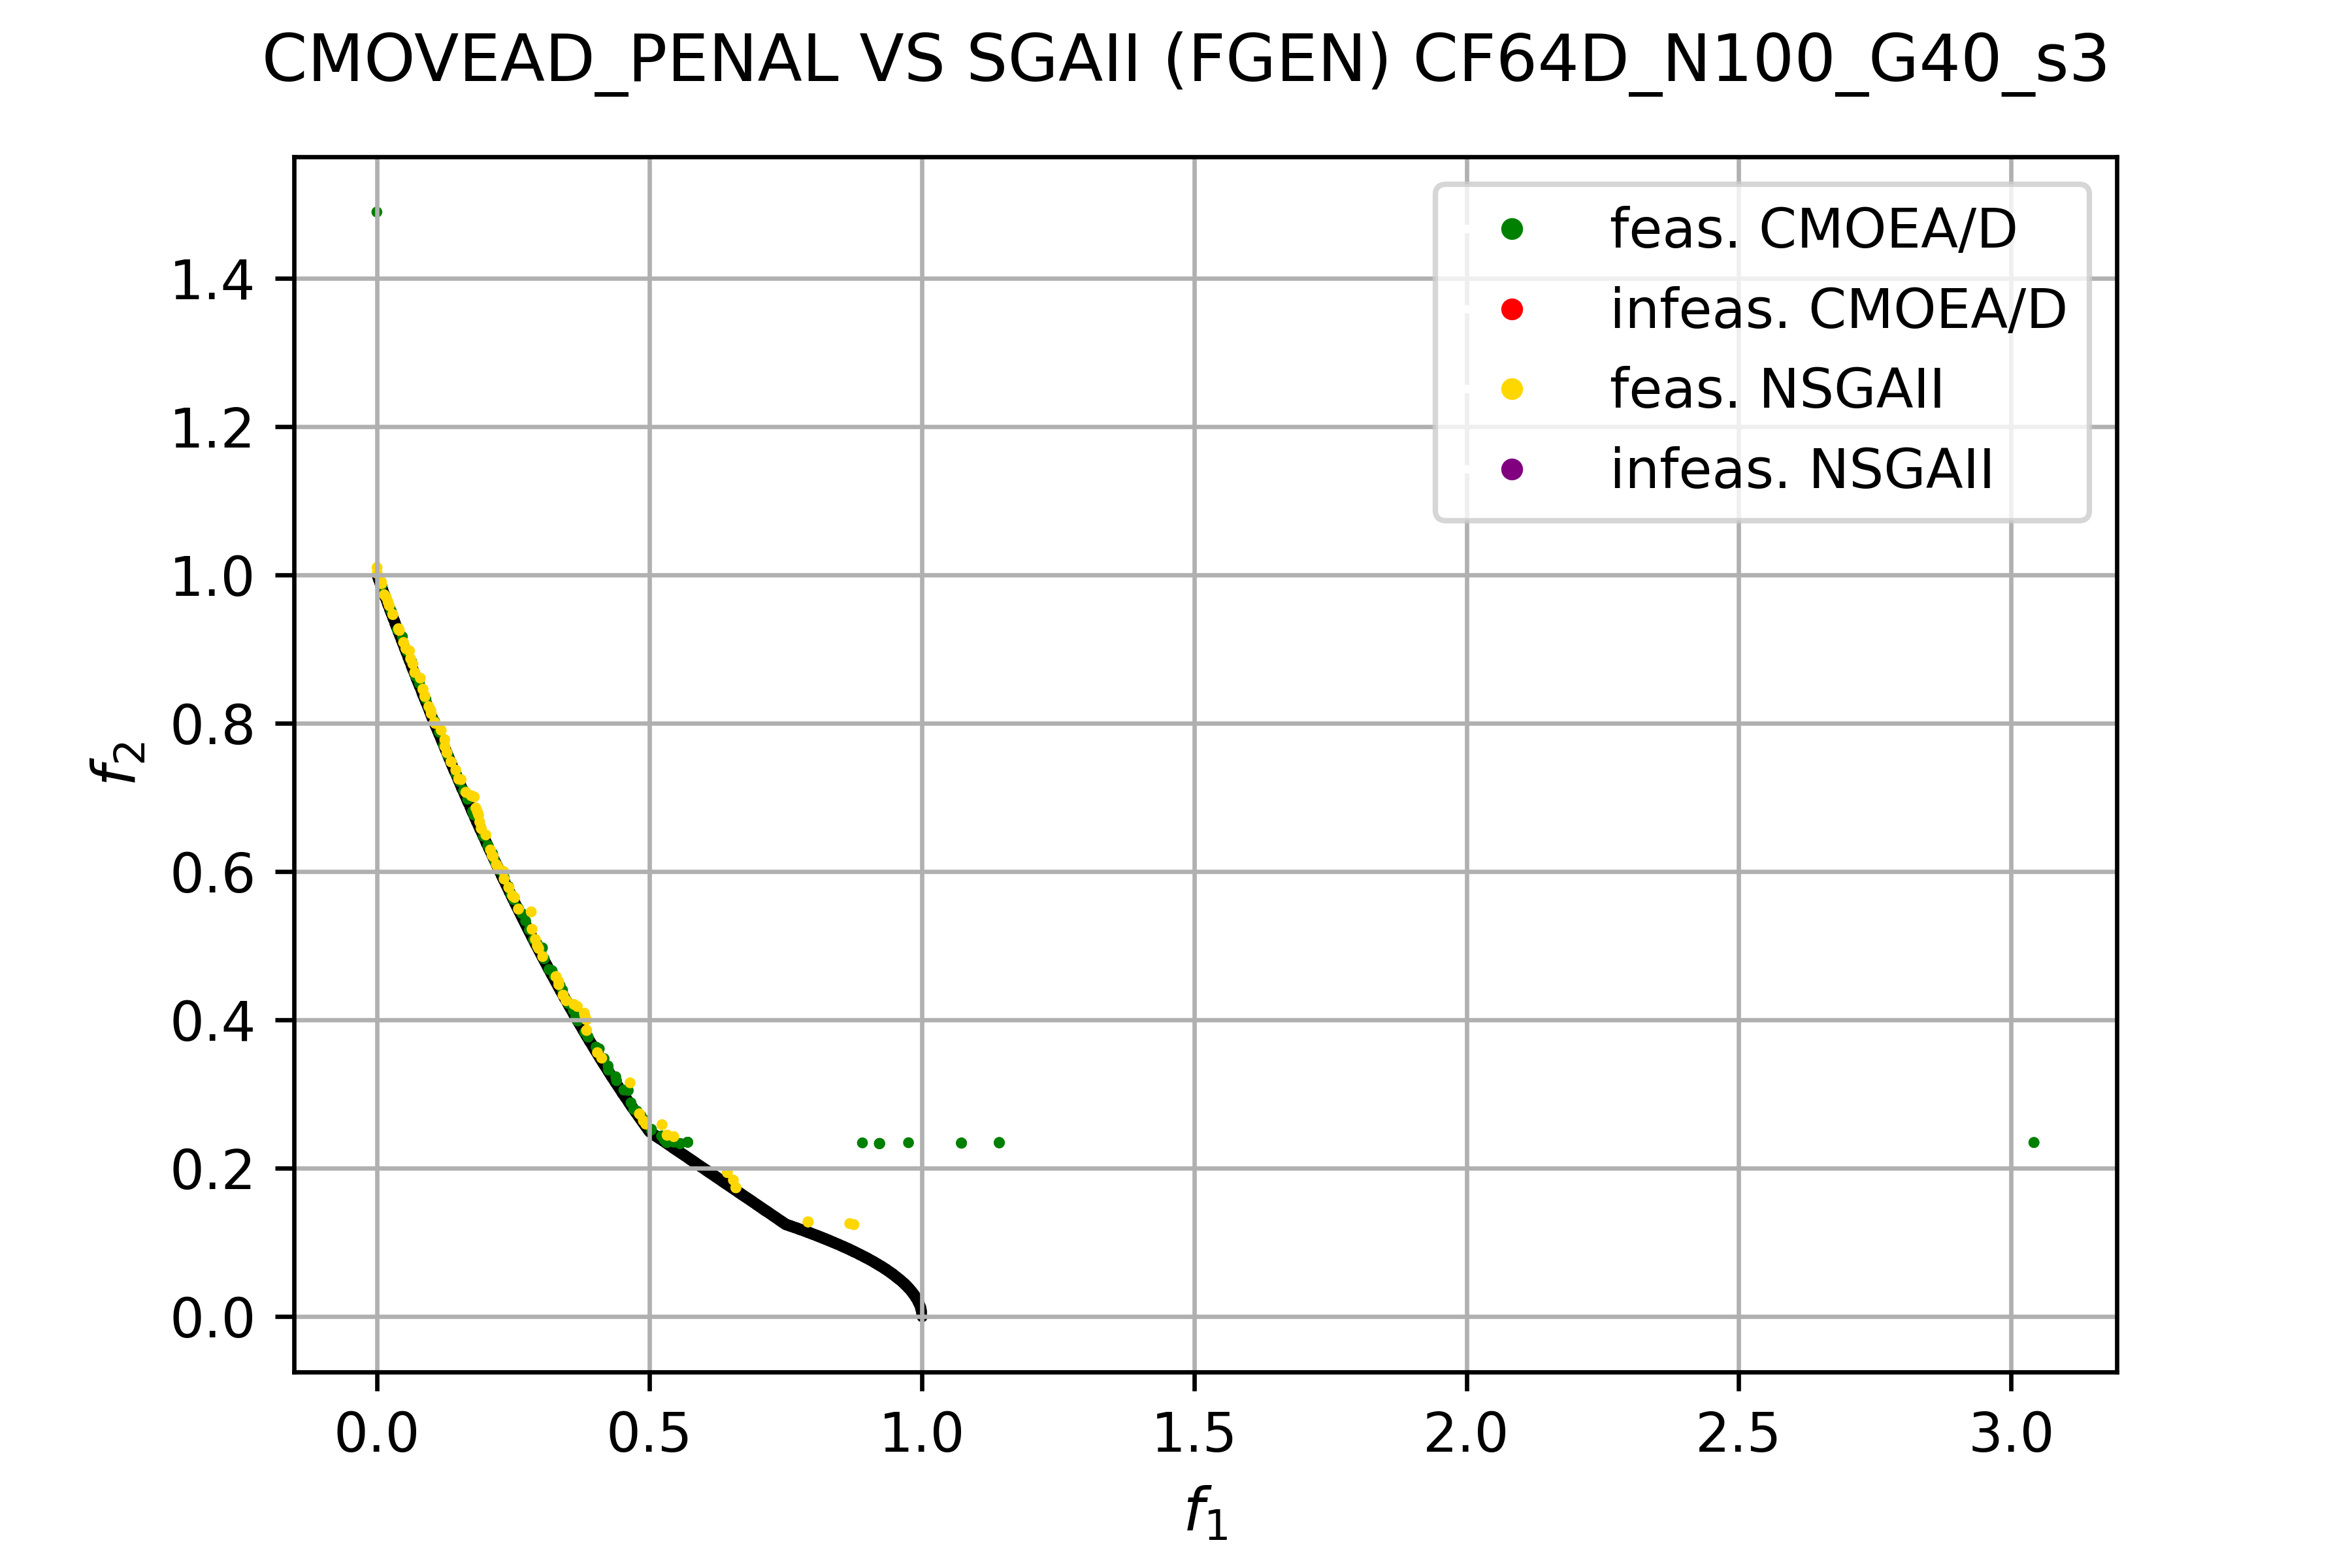 CMOVEAD_PENAL VS SGAII (FGEN) CF64D_N100_G40_s3
feas. CMOEA/D
infeas. CMOEA/D
feas. NSGAII
infeas. NSGAII
1.4
1.2
1.0
0.8
0.6
0.4
0.2
0.0
f2
0.0 0.5 1.0 1.5 2.0 2.5 3.0
f1